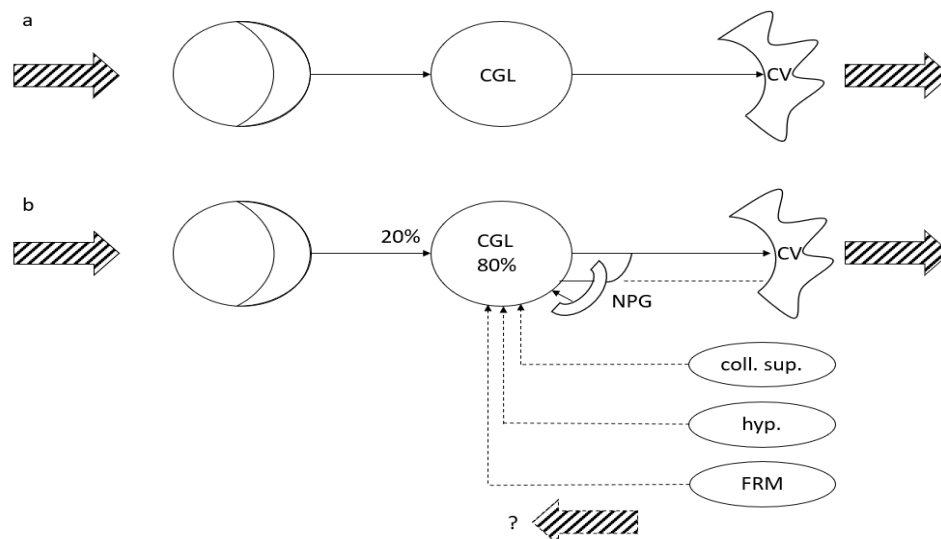 a
CGL
CV
b
20%
CGL
80%
CV
NPG
coll. sup.
hyp.
FRM
?